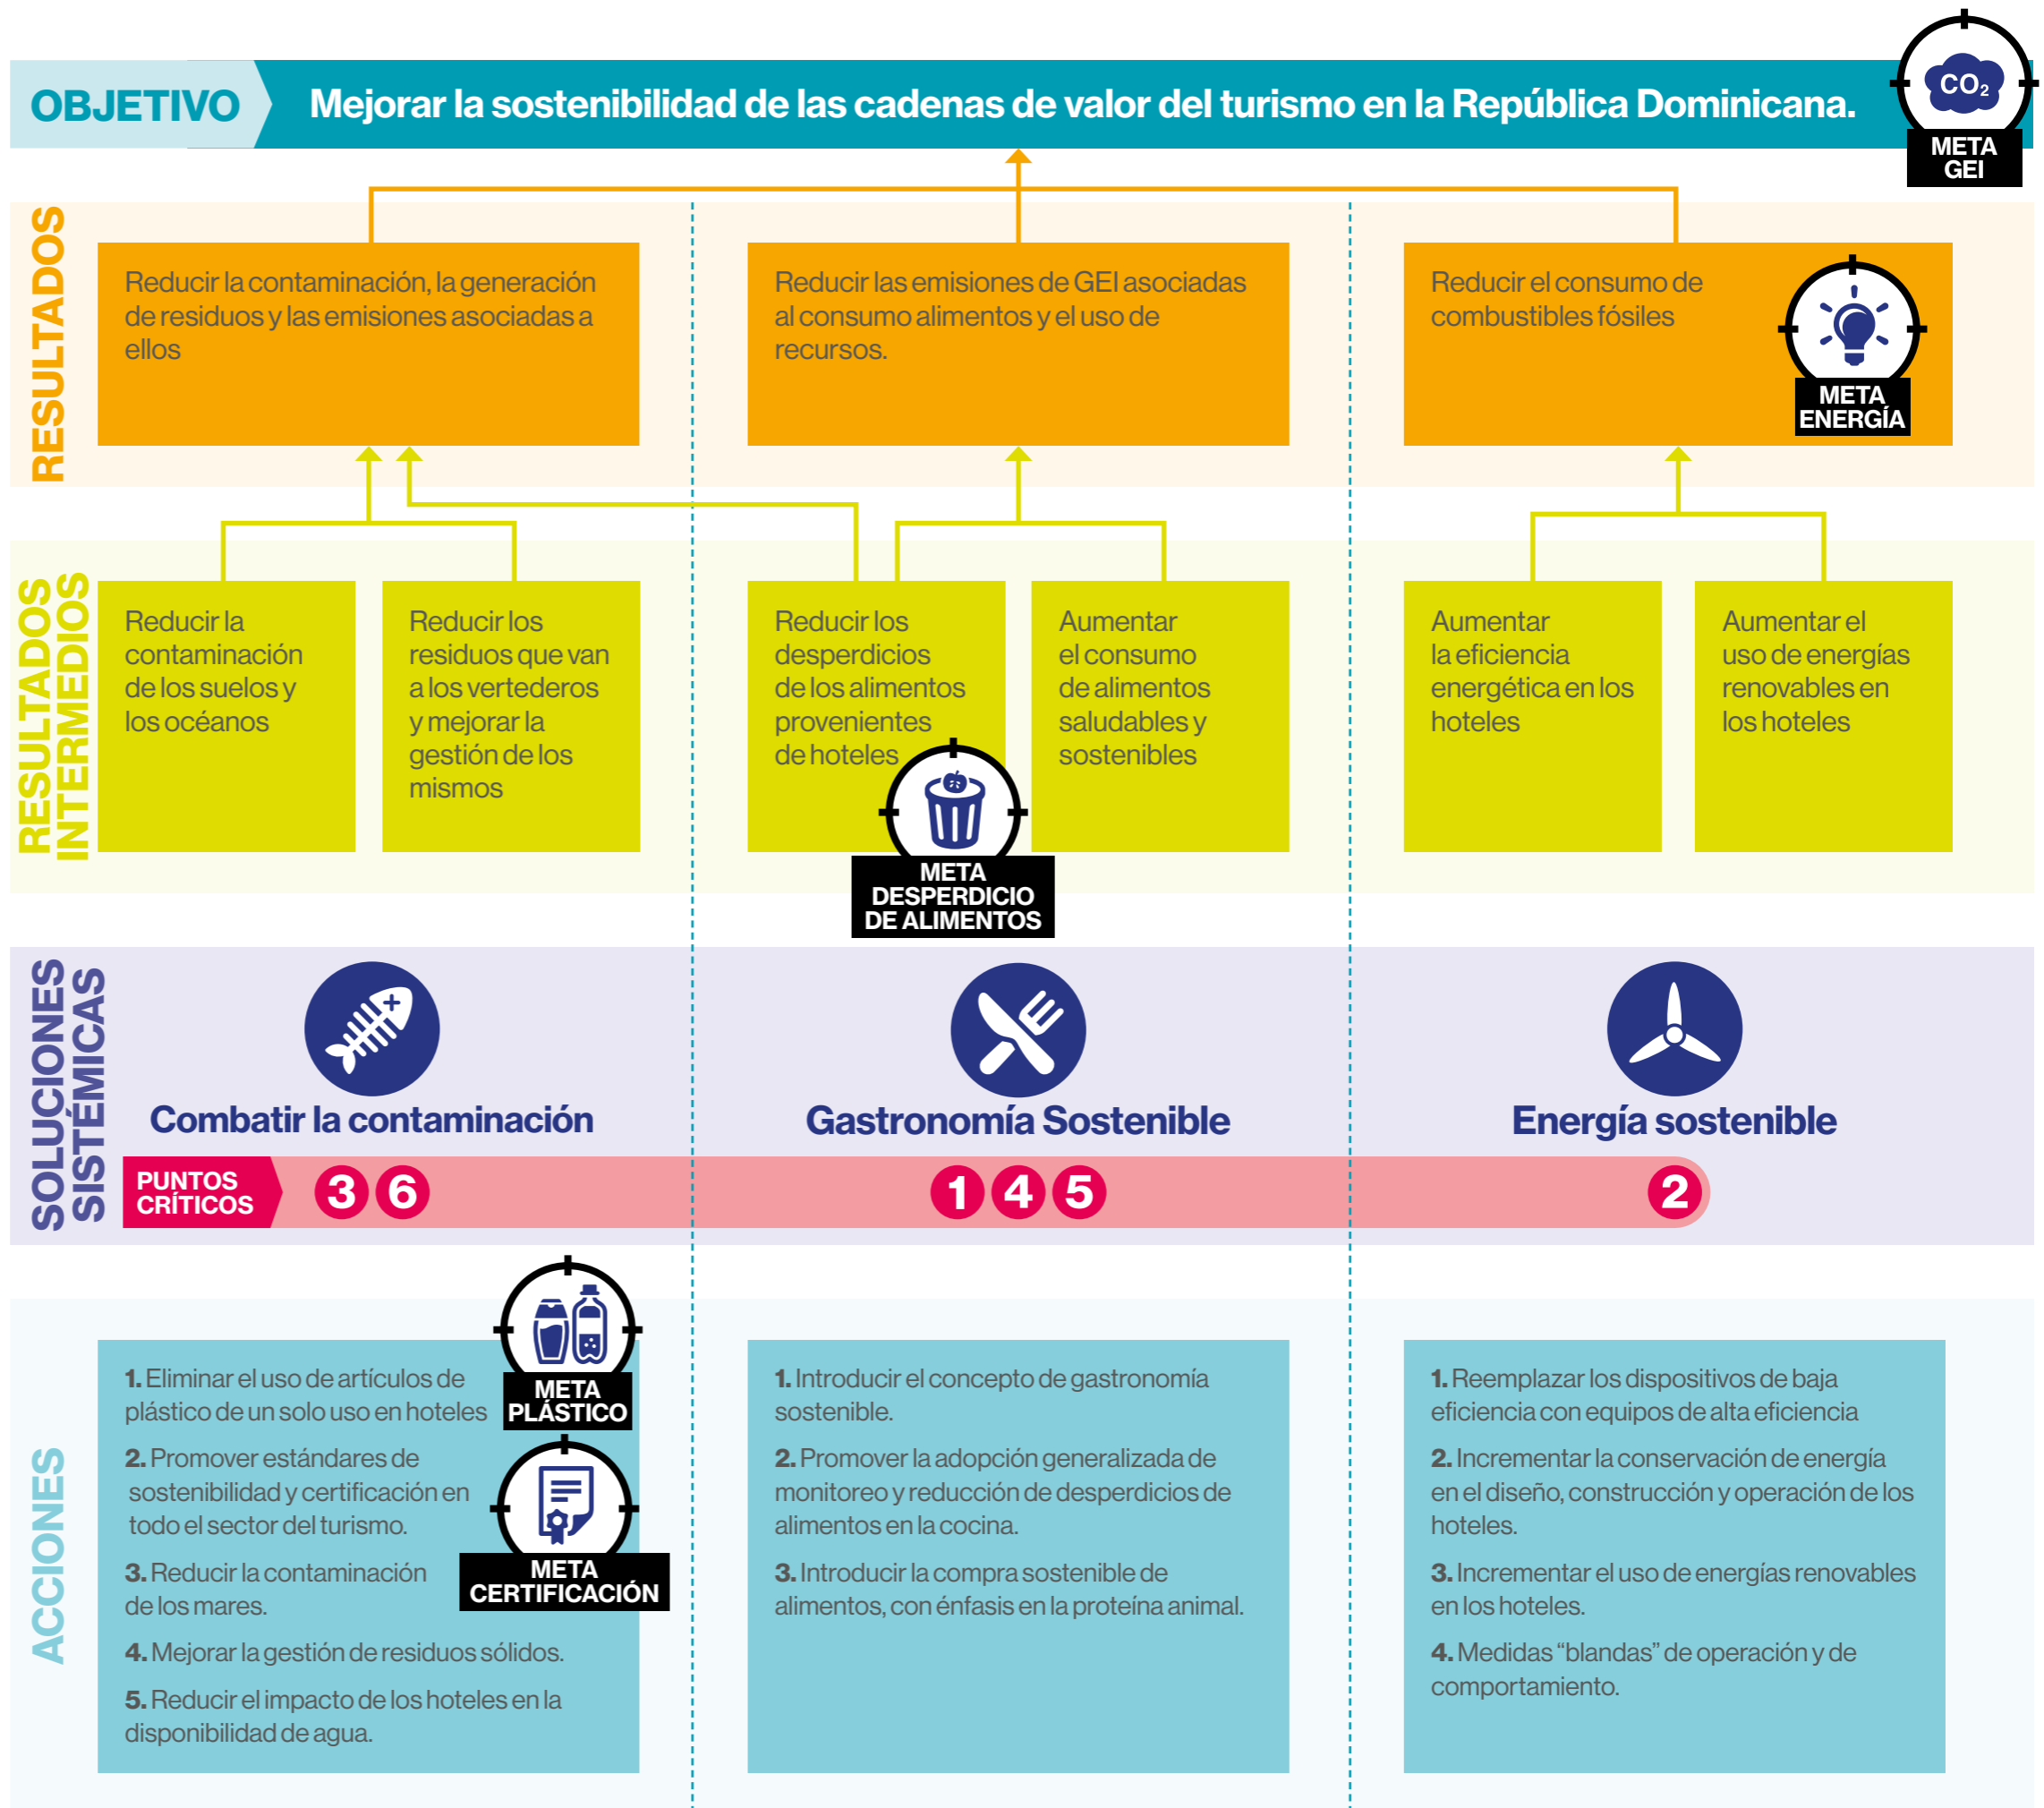 OBJETIVO
Mejorar la sostenibilidad de las cadenas de valor del turismo en la República Dominicana.
CO₂
META
GEI
RESULTADOS
Reducir la contaminación, la generación
de residuos y las emisiones asociadas a
ellos
Reducir las emisiones de GEI asociadas
al consumo alimentos y el uso de
recursos.
Reducir el consumo de
combustibles fósiles
META
ENERGÍA
RESULTADOS
INTERMEDIOS
Reducir la
contaminación
de los suelos y
los océanos
Reducir los
residuos que van
a los vertederos
y mejorar la
gestión de los
mismos
Reducir los
desperdicios
de los alimentos
provenientes
de hoteles
META
DESPERDICIO
DE ALIMENTOS
Aumentar
el consumo
de alimentos
saludables y
sostenibles
Aumentar
la eficiencia
energética en los
hoteles
Aumentar el
uso de energías
renovables en
los hoteles
SOLUCIONES
SISTÉMICAS
Combatir la contaminación
Gastronomía Sostenible
Energía sostenible
PUNTOS
CRÍTICOS
3 6
1 4 5
2
ACCIONES
1. Eliminar el uso de artículos de
plástico de un solo uso en hoteles
META
PLÁSTICO
2. Promover estándares de
sostenibilidad y certificación en
todo el sector del turismo.
META
CERTIFICACIÓN
3. Reducir la contaminación
de los mares.
4. Mejorar la gestión de residuos sólidos.
5. Reducir el impacto de los hoteles en la
disponibilidad de agua.
1. Introducir el concepto de gastronomía
sostenible.
2. Promover la adopción generalizada de
monitoreo y reducción de desperdicios de
alimentos en la cocina.
3. Introducir la compra sostenible de
alimentos, con énfasis en la proteína animal.
1. Reemplazar los dispositivos de baja
eficiencia con equipos de alta eficiencia
2. Incrementar la conservación de energía
en el diseño, construcción y operación de los
hoteles.
3. Incrementar el uso de energías renovables
en los hoteles.
4. Medidas “blandas” de operación y de
comportamiento.